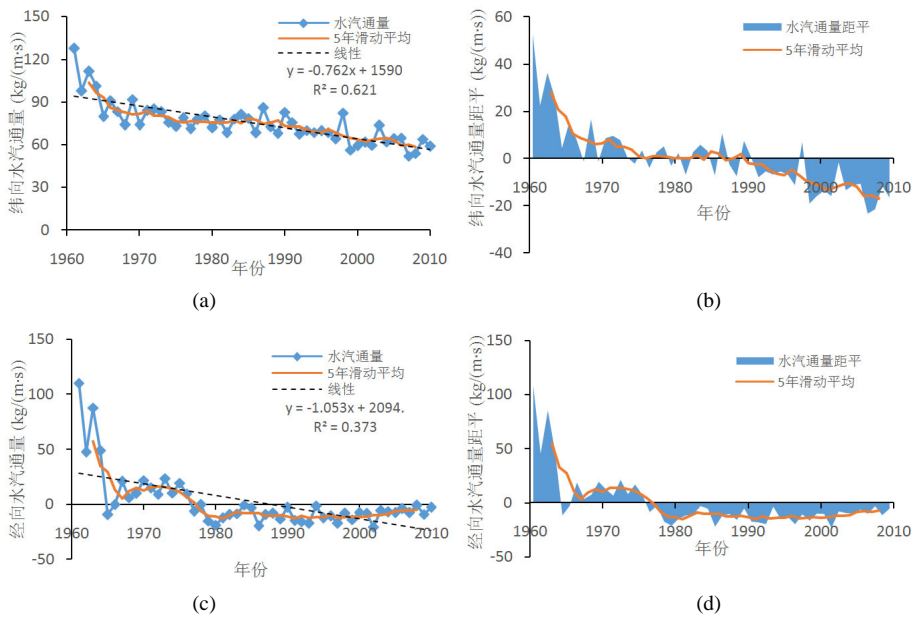 纬向水汽通量 (kg/(m·s))
150
120
90
60
30
0
1960
1970
1980
1990
2000
2010
年份
水汽通量
5年滑动平均
线性
y = -0.762x + 1590
R² = 0.621
(a)
纬向水汽通量距平 (kg/(m·s))
60
40
20
0
-20
-40
1960
1970
1980
1990
2000
2010
年份
水汽通量距平
5年滑动平均
(b)
经向水汽通量 (kg/(m·s))
150
100
50
0
-50
1960
1970
1980
1990
2000
2010
年份
水汽通量
5年滑动平均
线性
y = -1.053x + 2094.
R² = 0.373
(c)
经向水汽通量距平 (kg/(m·s))
150
100
50
0
-50
1960
1970
1980
1990
2000
2010
年份
水汽通量距平
5年滑动平均
(d)